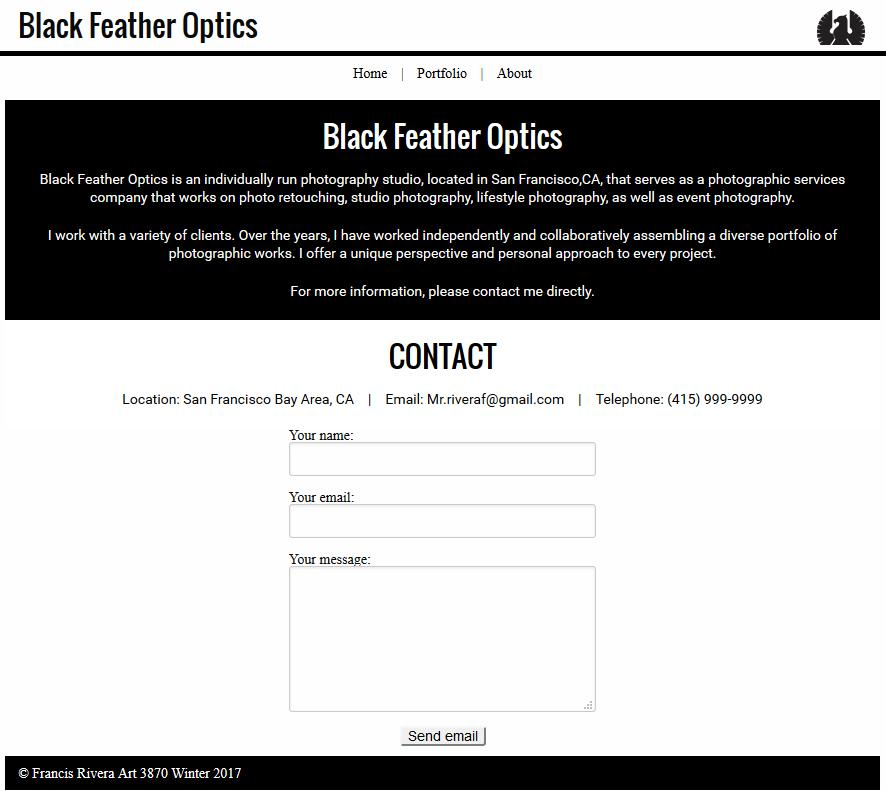 Black Feather Optics
Home | Portfolio | About
Black Feather Optics
Black Feather Optics is an individually run photography studio, located in San Francisco,CA, that serves as a photographic services
company that works on photo retouching, studio photography, lifestyle photography, as well as event photography.
I work with a variety of clients. Over the years, I have worked independently and collaboratively assembling a diverse portfolio of
photographic works. I offer a unique perspective and personal approach to every project.
For more information, please contact me directly.
CONTACT
Location: San Francisco Bay Area, CA | Email: Mr.riveraf@gmail.com | Telephone: (415) 999-9999
Your name:
Your email:
Your message:
Send email
© Francis Rivera Art 3870 Winter 2017